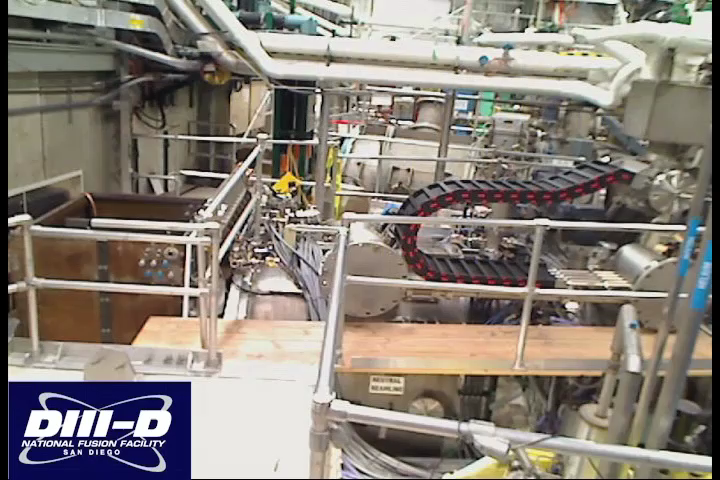 NEUTRAL
BEAMLINE
DIII-D
NATIONAL FUSION FACILITY
SAN DIEGO